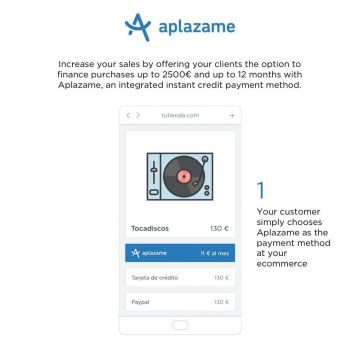 aplazame
Increase your sales by offering your clients the option to
finance purchases up to 2500€ and up to 12 months with
Aplazame, an integrated instant credit payment method.
tutienda.com +
Tocadiscos 130 €
aplazame 11 € al mes
Tarjeta de crédito 130 €
Paypal 130 €
1
Your customer
simply chooses
Aplazame as the
payment method
at your
ecommerce